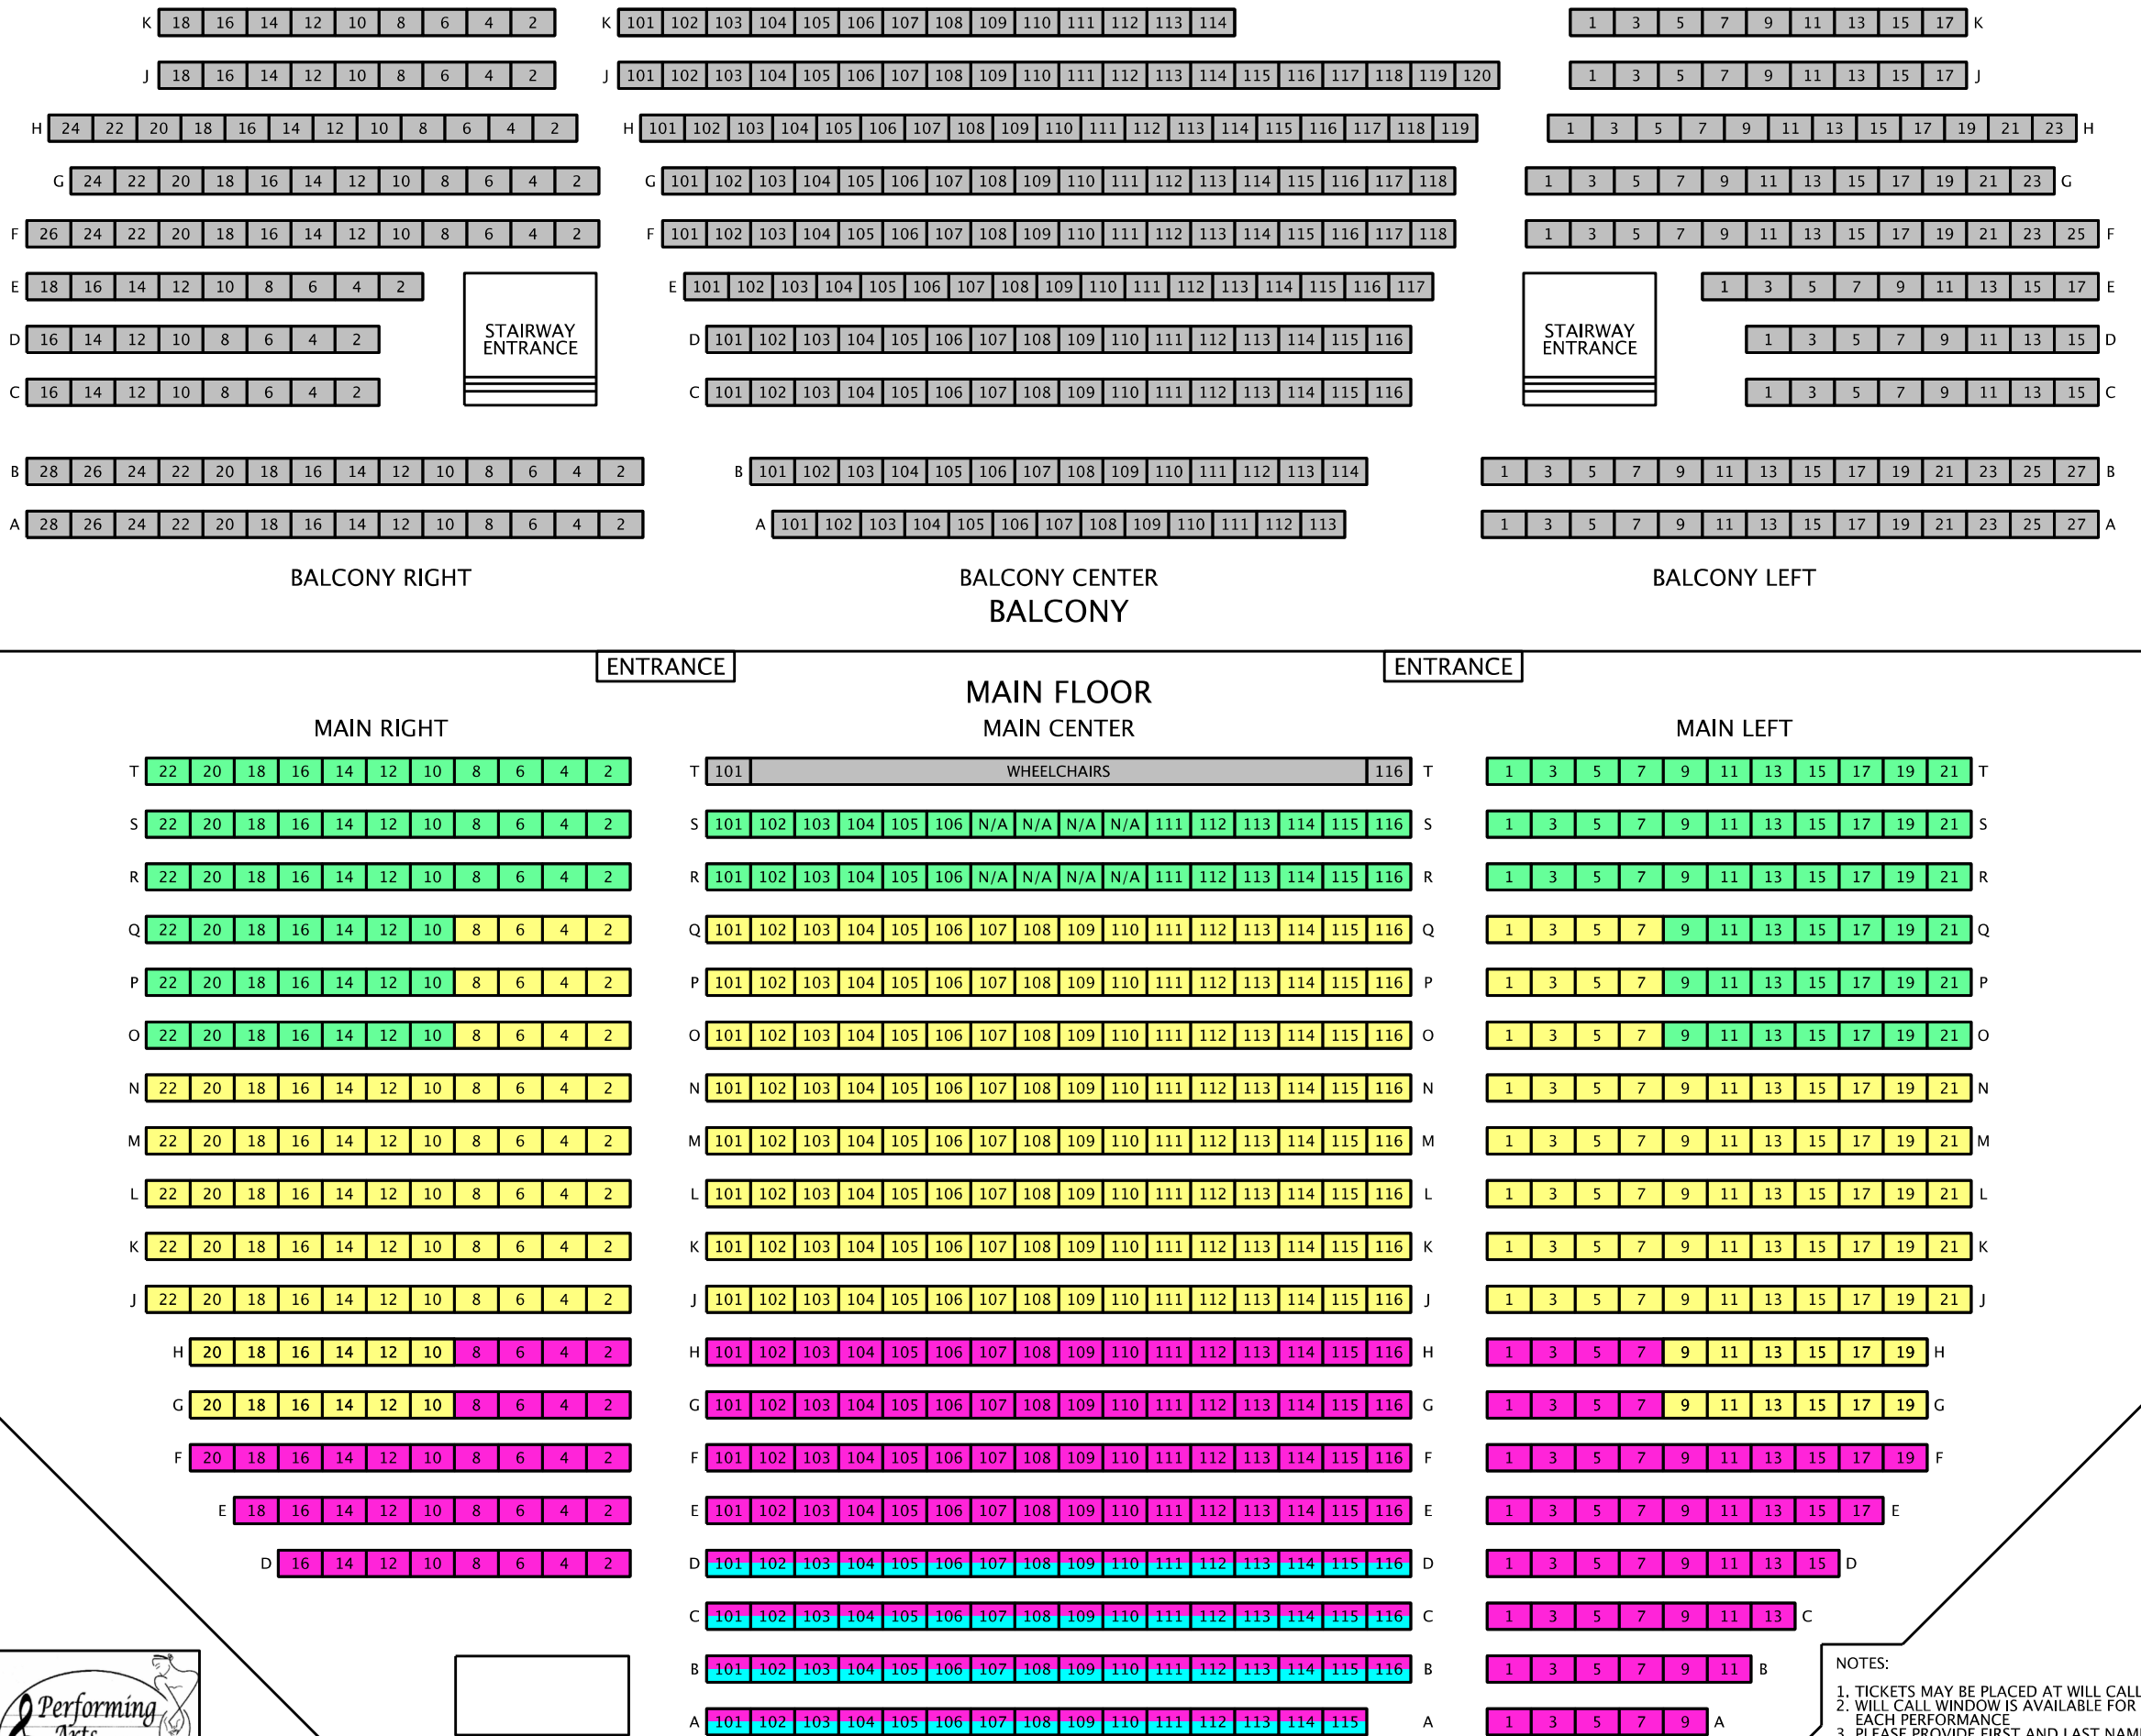 K 18 16 14 12 10 8 6 4 2 K 101 102 103 104 105 106 107 108 109 110 111 112 113 114 1 3 5 7 9 11 13 15 17 K
J 18 16 14 12 10 8 6 4 2 J 101 102 103 104 105 106 107 108 109 110 111 112 113 114 115 116 117 118 119 120 1 3 5 7 9 11 13 15 17 J
H 24 22 20 18 16 14 12 10 8 6 4 2 H 101 102 103 104 105 106 107 108 109 110 111 112 113 114 115 116 117 118 119 1 3 5 7 9 11 13 15 17 19 21 23 H
G 24 22 20 18 16 14 12 10 8 6 4 2 G 101 102 103 104 105 106 107 108 109 110 111 112 113 114 115 116 117 118 1 3 5 7 9 11 13 15 17 19 21 23 G
F 26 24 22 20 18 16 14 12 10 8 6 4 2 F 101 102 103 104 105 106 107 108 109 110 111 112 113 114 115 116 117 118 1 3 5 7 9 11 13 15 17 19 21 23 25 F
E 18 16 14 12 10 8 6 4 2 E 101 102 103 104 105 106 107 108 109 110 111 112 113 114 115 116 117 1 3 5 7 9 11 13 15 17 E
D 16 14 12 10 8 6 4 2 STAIRWAY D 101 102 103 104 105 106 107 108 109 110 111 112 113 114 115 116 STAIRWAY 1 3 5 7 9 11 13 15 D
ENTRANCE ENTRANCE
C 16 14 12 10 8 6 4 2 C 101 102 103 104 105 106 107 108 109 110 111 112 113 114 115 116 1 3 5 7 9 11 13 15 C
B 28 26 24 22 20 18 16 14 12 10 8 6 4 2 B 101 102 103 104 105 106 107 108 109 110 111 112 113 114 1 3 5 7 9 11 13 15 17 19 21 23 25 27 B
A 28 26 24 22 20 18 16 14 12 10 8 6 4 2 A 101 102 103 104 105 106 107 108 109 110 111 112 113 1 3 5 7 9 11 13 15 17 19 21 23 25 27 A
BALCONY RIGHT BALCONY CENTER BALCONY LEFT
BALCONY
ENTRANCE ENTRANCE
MAIN FLOOR
MAIN RIGHT MAIN CENTER MAIN LEFT
T 22 20 18 16 14 12 10 8 6 4 2 T 101 WHEELCHAIRS 116 T 1 3 5 7 9 11 13 15 17 19 21 T
S 22 20 18 16 14 12 10 8 6 4 2 S 101 102 103 104 105 106 N/A N/A N/A N/A 111 112 113 114 115 116 S 1 3 5 7 9 11 13 15 17 19 21 S
R 22 20 18 16 14 12 10 8 6 4 2 R 101 102 103 104 105 106 N/A N/A N/A N/A 111 112 113 114 115 116 R 1 3 5 7 9 11 13 15 17 19 21 R
Q 22 20 18 16 14 12 10 8 6 4 2 Q 101 102 103 104 105 106 107 108 109 110 111 112 113 114 115 116 Q 1 3 5 7 9 11 13 15 17 19 21 Q
P 22 20 18 16 14 12 10 8 6 4 2 P 101 102 103 104 105 106 107 108 109 110 111 112 113 114 115 116 P 1 3 5 7 9 11 13 15 17 19 21 P
O 22 20 18 16 14 12 10 8 6 4 2 O 101 102 103 104 105 106 107 108 109 110 111 112 113 114 115 116 O 1 3 5 7 9 11 13 15 17 19 21 O
N 22 20 18 16 14 12 10 8 6 4 2 N 101 102 103 104 105 106 107 108 109 110 111 112 113 114 115 116 N 1 3 5 7 9 11 13 15 17 19 21 N
M 22 20 18 16 14 12 10 8 6 4 2 M 101 102 103 104 105 106 107 108 109 110 111 112 113 114 115 116 M 1 3 5 7 9 11 13 15 17 19 21 M
L 22 20 18 16 14 12 10 8 6 4 2 L 101 102 103 104 105 106 107 108 109 110 111 112 113 114 115 116 L 1 3 5 7 9 11 13 15 17 19 21 L
K 22 20 18 16 14 12 10 8 6 4 2 K 101 102 103 104 105 106 107 108 109 110 111 112 113 114 115 116 K 1 3 5 7 9 11 13 15 17 19 21 K
J 22 20 18 16 14 12 10 8 6 4 2 J 101 102 103 104 105 106 107 108 109 110 111 112 113 114 115 116 J 1 3 5 7 9 11 13 15 17 19 21 J
H 20 18 16 14 12 10 8 6 4 2 H 101 102 103 104 105 106 107 108 109 110 111 112 113 114 115 116 H 1 3 5 7 9 11 13 15 17 19 H
G 20 18 16 14 12 10 8 6 4 2 G 101 102 103 104 105 106 107 108 109 110 111 112 113 114 115 116 G 1 3 5 7 9 11 13 15 17 19 G
F 20 18 16 14 12 10 8 6 4 2 F 101 102 103 104 105 106 107 108 109 110 111 112 113 114 115 116 F 1 3 5 7 9 11 13 15 17 19 F
E 18 16 14 12 10 8 6 4 2 E 101 102 103 104 105 106 107 108 109 110 111 112 113 114 115 116 E 1 3 5 7 9 11 13 15 17 E
D 16 14 12 10 8 6 4 2 D 101 102 103 104 105 106 107 108 109 110 111 112 113 114 115 116 D 1 3 5 7 9 11 13 15 D
C 101 102 103 104 105 106 107 108 109 110 111 112 113 114 115 116 C 1 3 5 7 9 11 13 C
B 101 102 103 104 105 106 107 108 109 110 111 112 113 114 115 116 B 1 3 5 7 9 11 B
A 101 102 103 104 105 106 107 108 109 110 111 112 113 114 115 A 1 3 5 7 9 A
Performing
Arts
NOTES:
1. TICKETS MAY BE PLACED AT WILL CALL
2. WILL CALL WINDOW IS AVAILABLE FOR
EACH PERFORMANCE
3. PLEASE PROVIDE FIRST AND LAST NAM